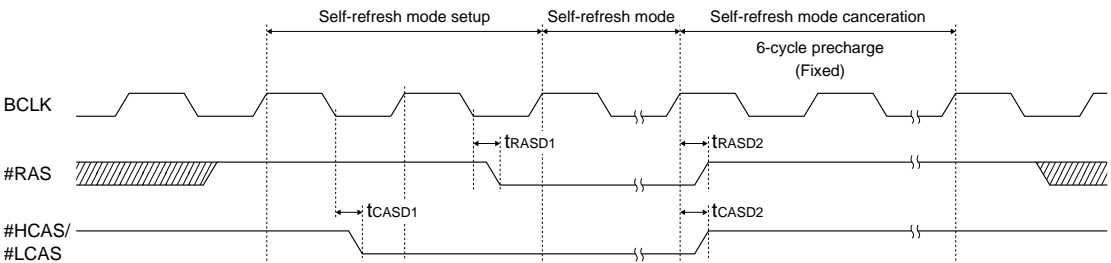 Self-refresh mode setup
Self-refresh mode
Self-refresh mode canceration
6-cycle precharge
(Fixed)
BCLK
tRASD1
tRASD2
#RAS
tCASD1
tCASD2
#HCAS/
#LCAS